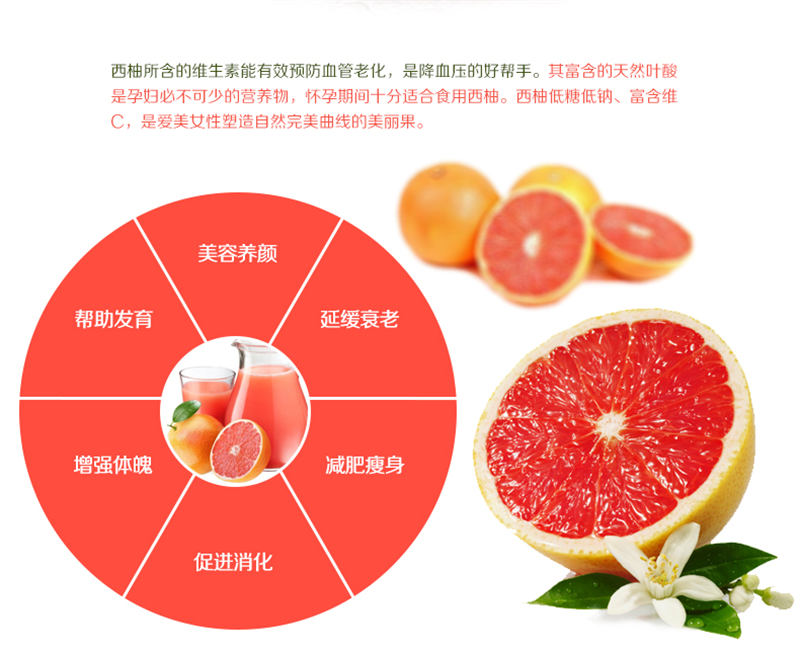 西柚所含的维生素能有效预防血管老化，是降血压的好帮手。其富含的天然叶酸
是孕妇必不可少的营养物，怀孕期间十分适合食用西柚。西柚低糖低钠、富含维
C，是爱美女性塑造自然完美曲线的美丽果。
美容养颜
帮助发育
延缓衰老
增强体魄
减肥瘦身
促进消化